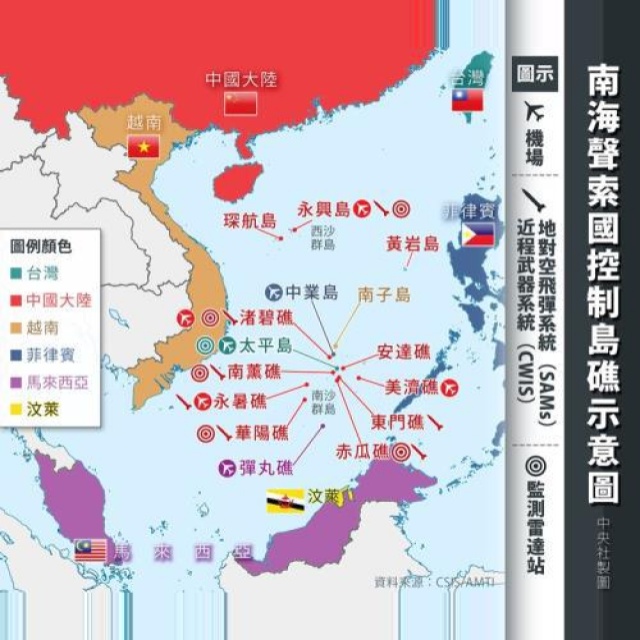 南海聲索國控制島礁示意圖
中央社製圖
圖示
機場
地對空飛彈系統(SAMs)
近程武器系統(CWIS)
監測雷達站
中國大陸
台灣
越南
永興島
琛航島
西沙
群島
菲律賓
黃岩島
圖例顏色
台灣
中國大陸
越南
菲律賓
馬來西亞
汶萊
中業島
南子島
渚碧礁
太平島
安達礁
南薰礁
美濟礁
永暑礁
南沙
群島
東門礁
華陽礁
赤瓜礁
彈丸礁
汶萊
馬來西亞
資料來源:CSIS/AMTI